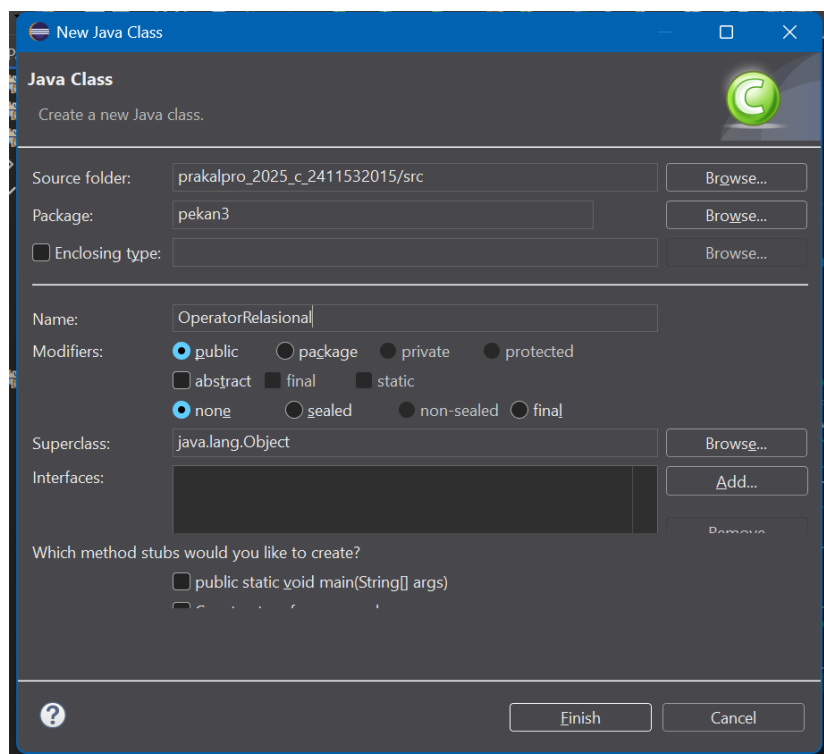 New Java Class
Java Class
Create a new Java class.
Source folder: prakalpro_2025_c_2411532015/src Browse...
Package: pekan3 Browse...
Enclosing type: Browse...
Name: OperatorRelasional
Modifiers: public package private protected
abstract final static
none sealed non-sealed final
Superclass: java.lang.Object Browse...
Interfaces: Add...
Remove
Which method stubs would you like to create?
public static void main(String[] args)
Finish Cancel